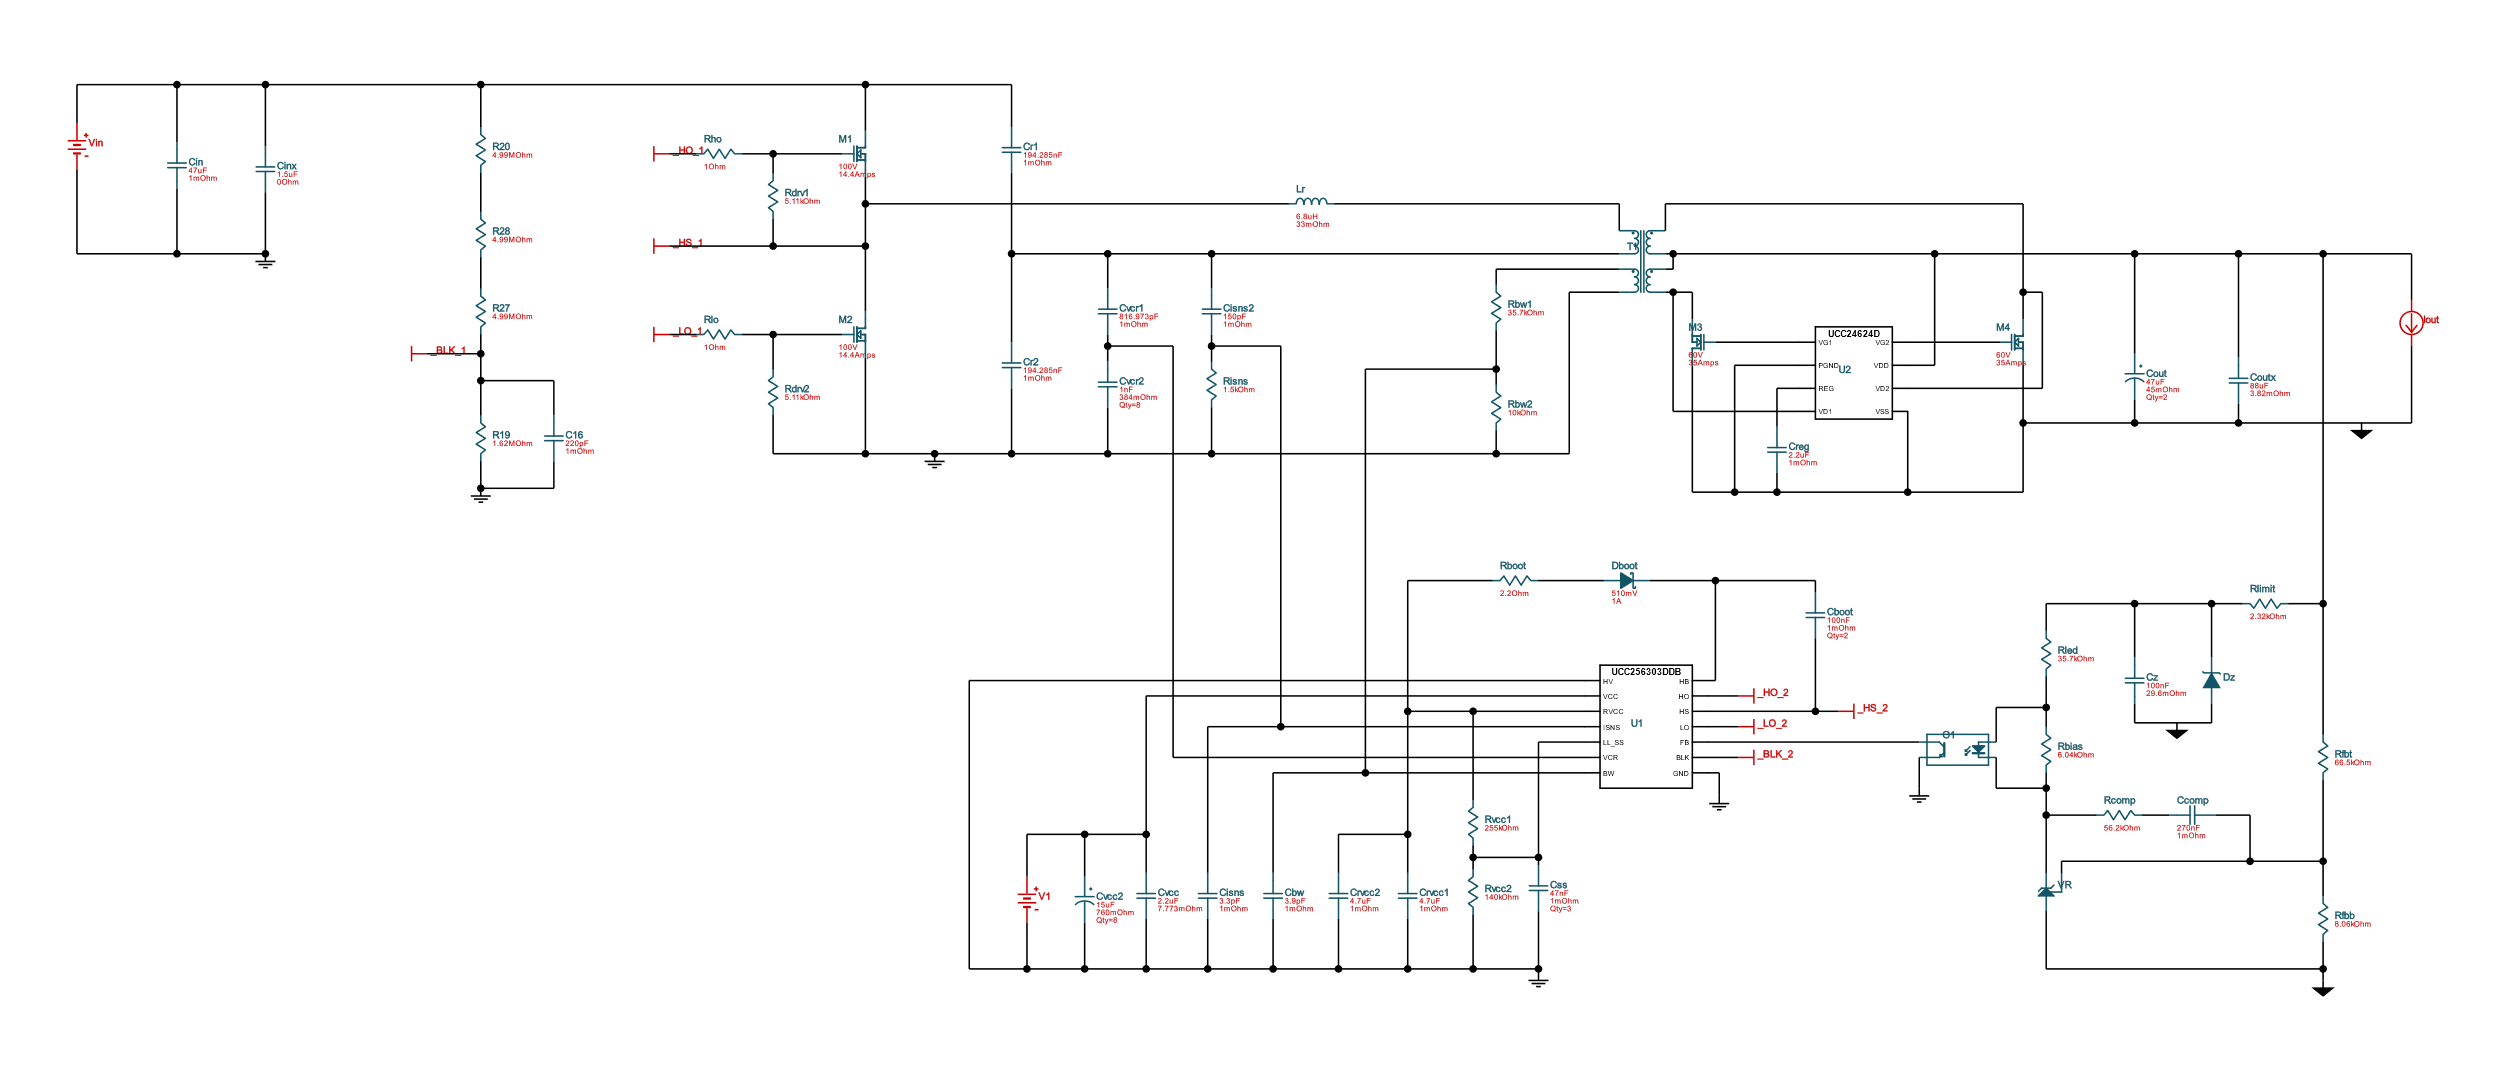 Vin
Cin
47uF
1mOhm
Cinx
1.5uF
0Ohm
R20
4.99MOhm
R28
4.99MOhm
R27
4.99MOhm
_BLK_1
R19
1.62MOhm
C16
220pF
1mOhm
_HO_1
Rho
1Ohm
Rdrv1
5.11kOhm
_HS_1
_LO_1
Rlo
1Ohm
Rdrv2
5.11kOhm
M1
100V
14.4Amps
M2
100V
14.4Amps
Cr1
194.285nF
1mOhm
Cr2
194.285nF
1mOhm
Cvcr1
816.973pF
1mOhm
Cvcr2
1nF
384mOhm
Qty=8
Cisns2
150pF
1mOhm
Risns
1.5kOhm
Lr
6.8uH
33mOhm
T1
Rbw1
35.7kOhm
Rbw2
10kOhm
M3
60V
35Amps
UCC24624D
VG1
VG2
PGND
VDD
U2
REG
VD2
VD1
VSS
M4
60V
35Amps
Creg
2.2uF
1mOhm
Cout
47uF
45mOhm
Qty=2
Coutx
88uF
3.82mOhm
Iout
Rboot
2.2Ohm
Dboot
510mV
1A
Cboot
100nF
1mOhm
Qty=2
UCC256303DDB
HV
HB
VCC
HO
RVCC
HS
ISNS
LO
LL_SS
FB
VCR
BLK
BW
GND
U1
_HO_2
_HS_2
_LO_2
_BLK_2
O1
Rlimit
2.32kOhm
Rled
35.7kOhm
Cz
100nF
29.6mOhm
Dz
Rbias
6.04kOhm
Rfbt
66.5kOhm
Rcomp
56.2kOhm
Ccomp
270nF
1mOhm
VR
Rfbb
8.06kOhm
V1
Cvcc2
15uF
760mOhm
Qty=8
Cvcc
2.2uF
7.773mOhm
Cisns
3.3pF
1mOhm
Cbw
3.9pF
1mOhm
Crvcc2
4.7uF
1mOhm
Crvcc1
4.7uF
1mOhm
Rvcc1
255kOhm
Rvcc2
140kOhm
Css
47nF
1mOhm
Qty=3